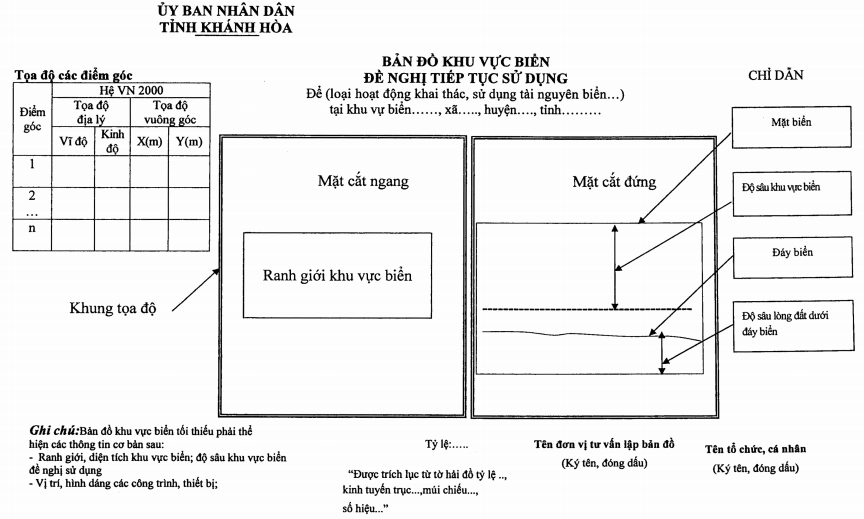 ỦY BAN NHÂN DÂN
TỈNH KHÁNH HÒA
BẢN ĐỒ KHU VỰC BIỂN
ĐỀ NGHỊ TIẾP TỤC SỬ DỤNG
Để (loại hoạt động khai thác, sử dụng tài nguyên biển…)
tại khu vự biển……, xã….., huyện…., tỉnh………
Tọa độ các điểm góc
Điểm góc
Hệ VN 2000
Tọa độ địa lý
Tọa độ vuông góc
Vĩ độ
Kinh độ
X(m)
Y(m)
1
2
…
n
Khung tọa độ
Mặt cắt ngang
Ranh giới khu vực biển
Mặt cắt đứng
CHỈ DẪN
Mặt biển
Độ sâu khu vực biển
Đáy biển
Độ sâu lòng đất dưới
đáy biển
Ghi chú:Bản đồ khu vực biển tối thiểu phải thể
hiện các thông tin cơ bản sau:
- Ranh giới, diện tích khu vực biển; độ sâu khu vực biển
đề nghị sử dụng
- Vị trí, hình dáng các công trình, thiết bị;
Tỷ lệ:…..
“Được trích lục từ tờ hải đồ tỷ lệ ..,
kinh tuyến trục...,múi chiếu...,
số hiệu...”
Tên đơn vị tư vấn lập bản đồ
(Ký tên, đóng dấu)
Tên tổ chức, cá nhân
(Ký tên, đóng dấu)